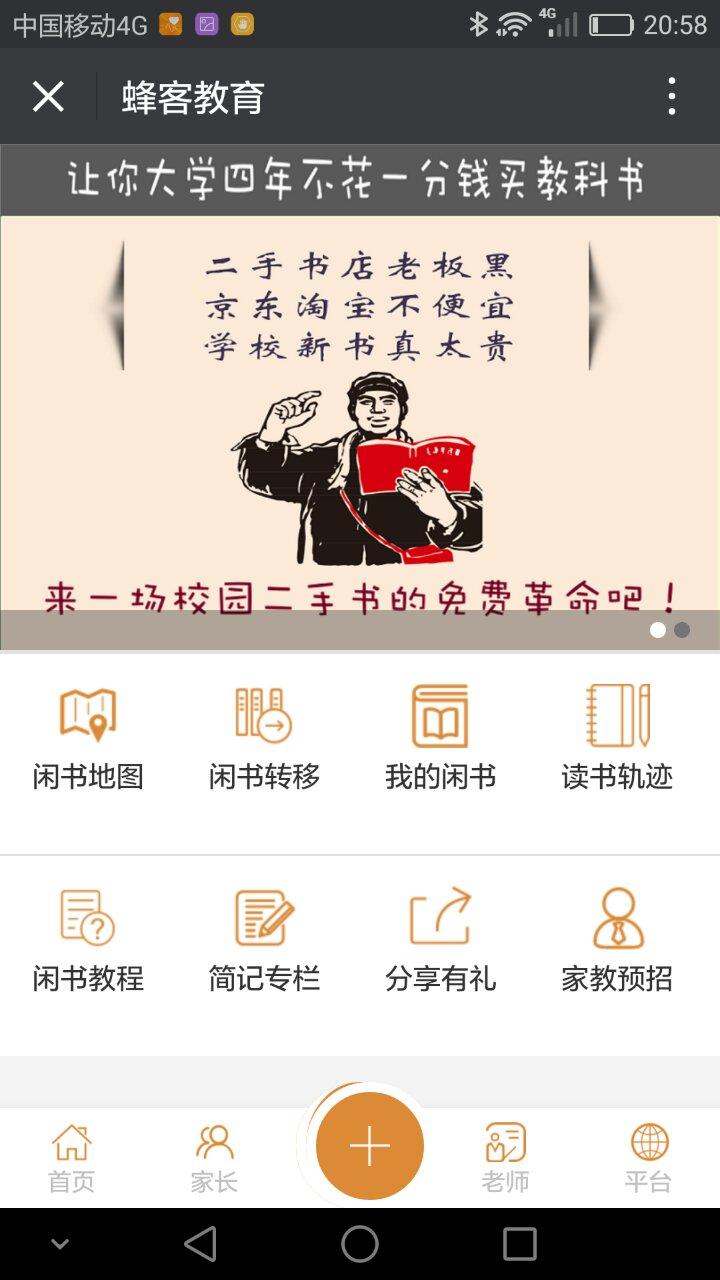 中国移动4G
4G
20:58
蜂客教育
让你大学四年不花一分钱买教科书
二手书店老板黑
京东淘宝不便宜
学校新书真太贵
来一场校园二手书的免费革命吧！
闲书地图 闲书转移 我的闲书 读书轨迹
闲书教程 简记专栏 分享有礼 家教预招
首页 家长 老师 平台